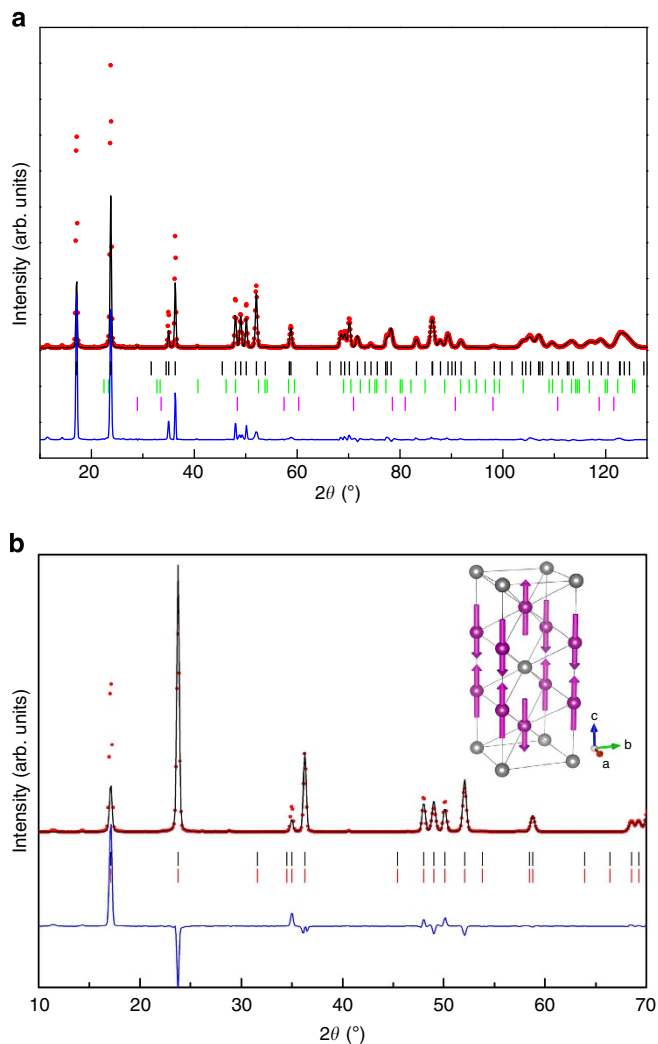 a
Intensity (arb. units)
20 40 60 80 100 120
2θ (°)
b
Intensity (arb. units)
c
b
a
10 20 30 40 50 60 70
2θ (°)